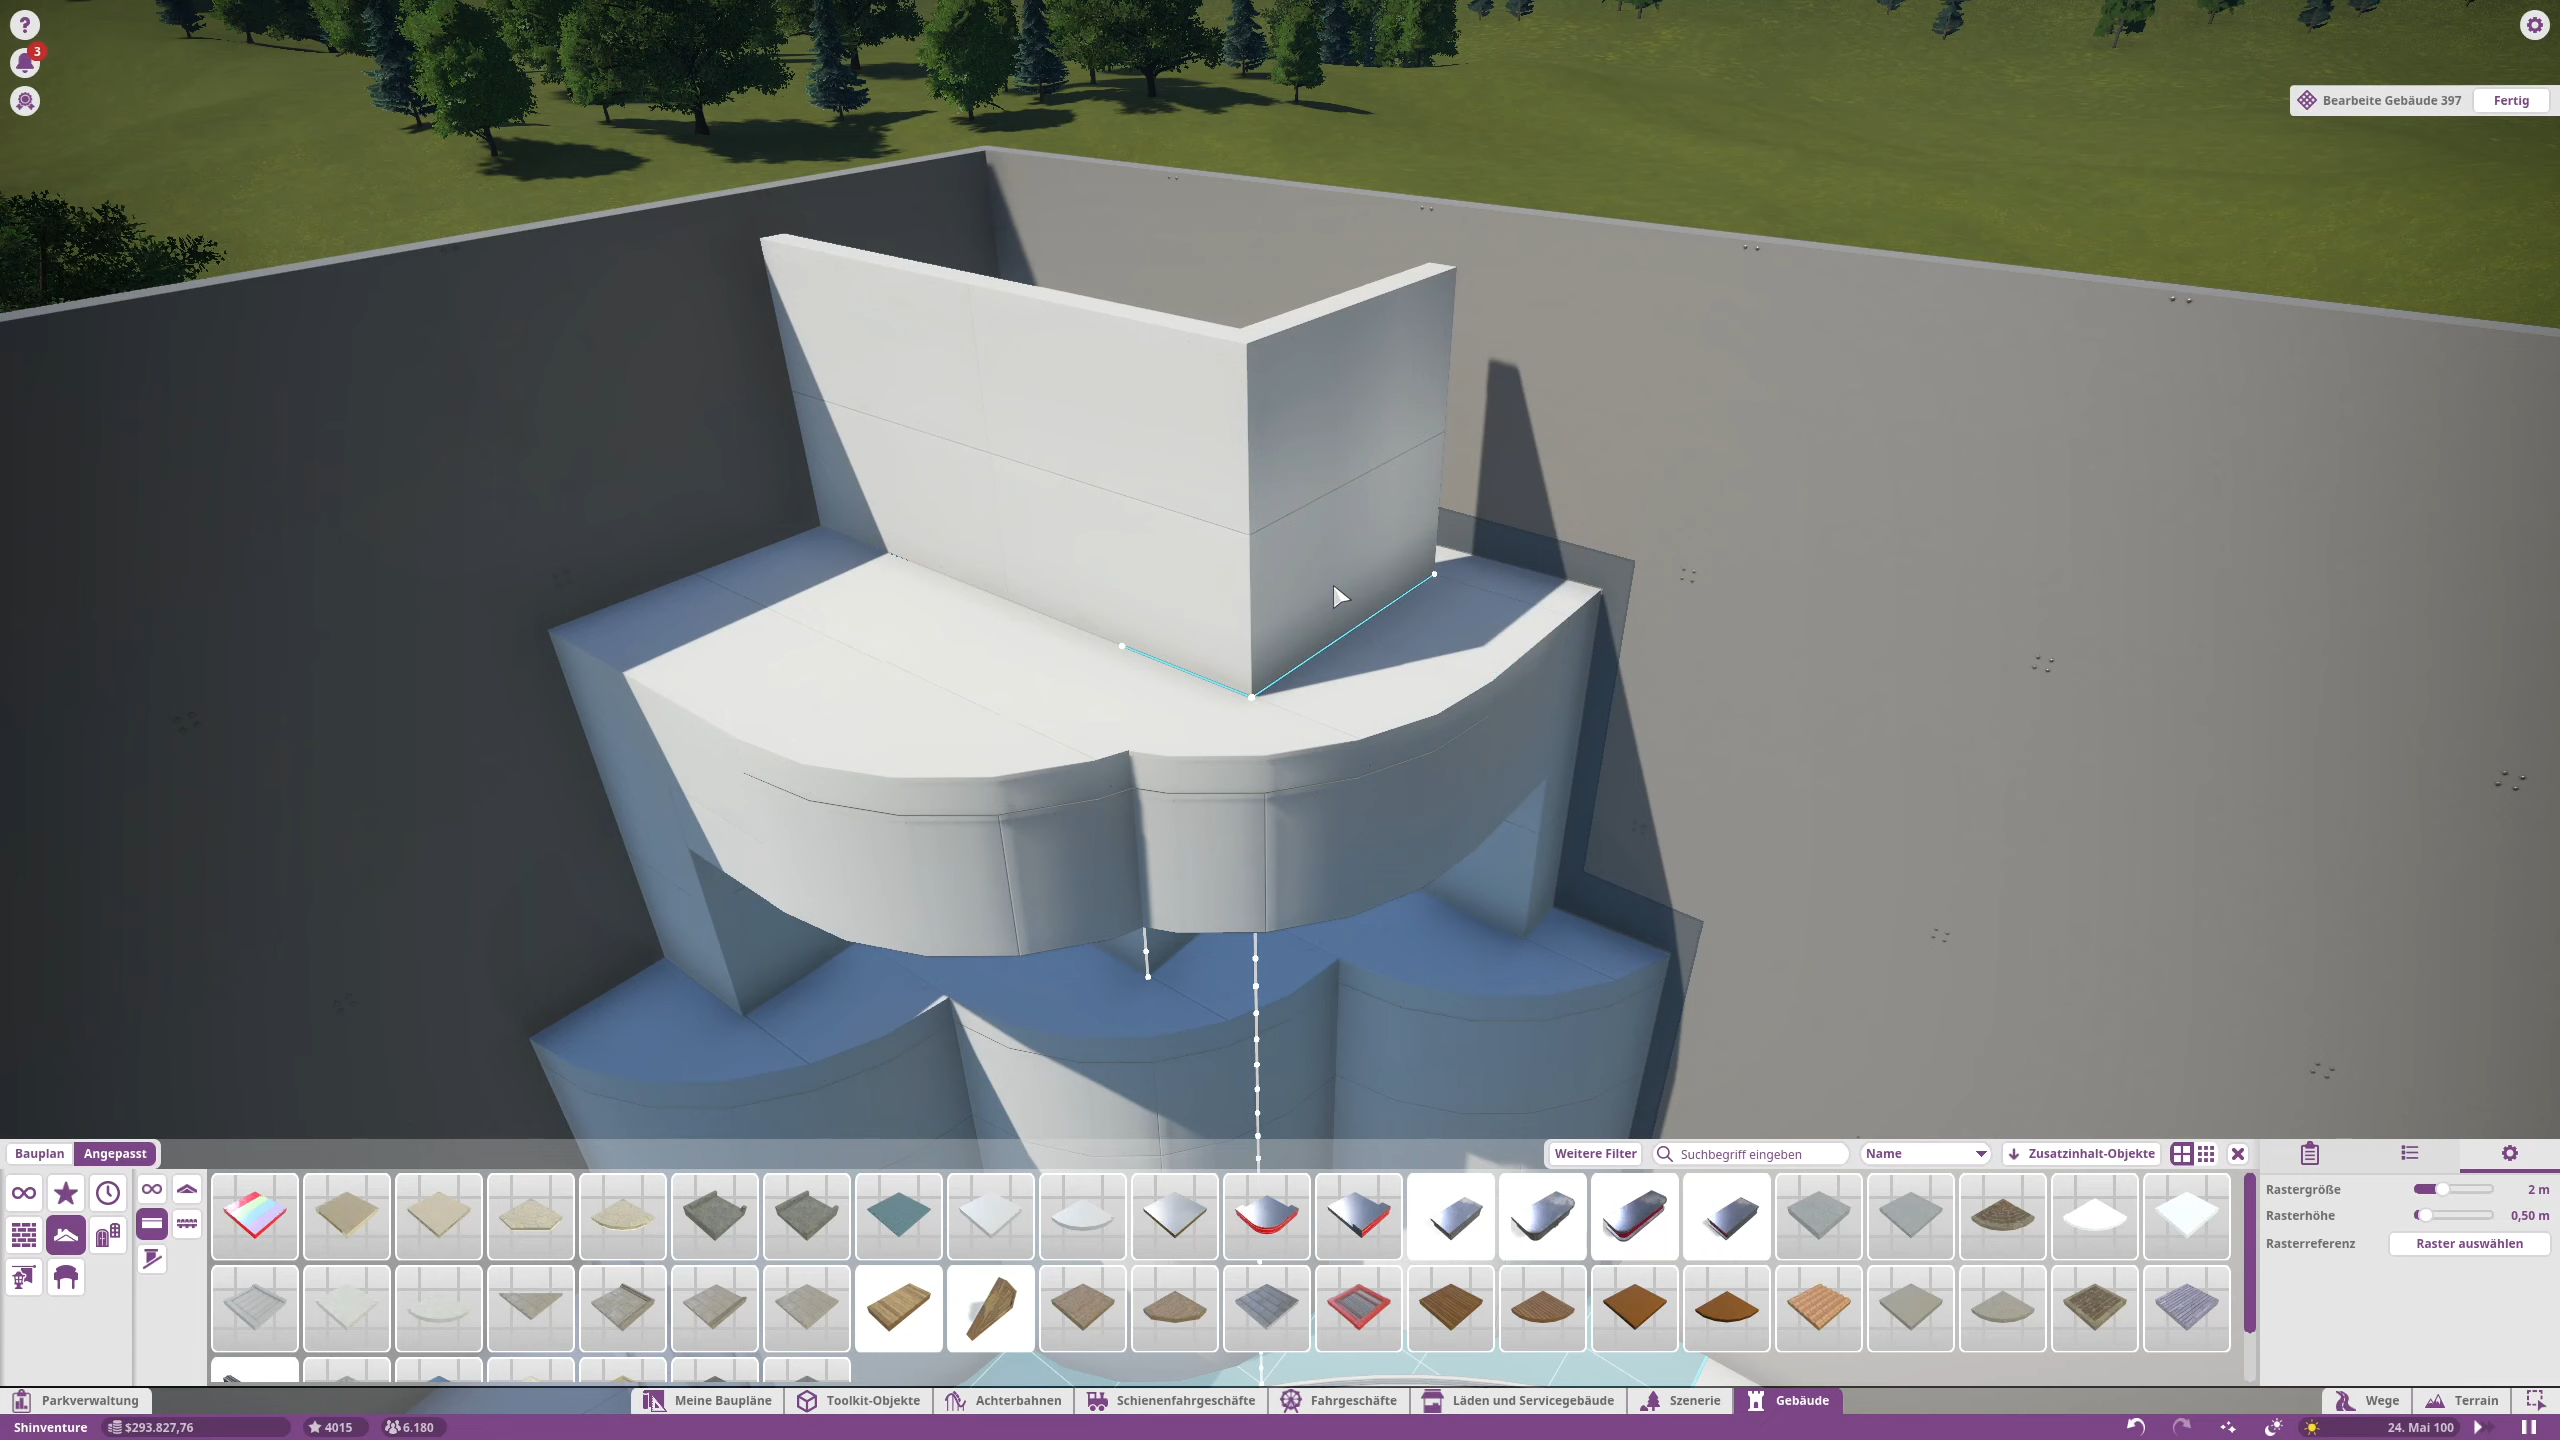 ?
3
Bearbeite Gebäude 397
Fertig
Bauplan
Angepasst
Weitere Filter
Suchbegriff eingeben
Name
Zusatzinhalt-Objekte
Rastergröße
2 m
Rasterhöhe
0,50 m
Rasterreferenz
Raster auswählen
Parkverwaltung
Meine Baupläne
Toolkit-Objekte
Achterbahnen
Schienenfahrgeschäfte
Fahrgeschäfte
Läden und Servicegebäude
Szenerie
Gebäude
Wege
Terrain
Shinventure
$293.827,76
4015
6.180
24. Mai 100